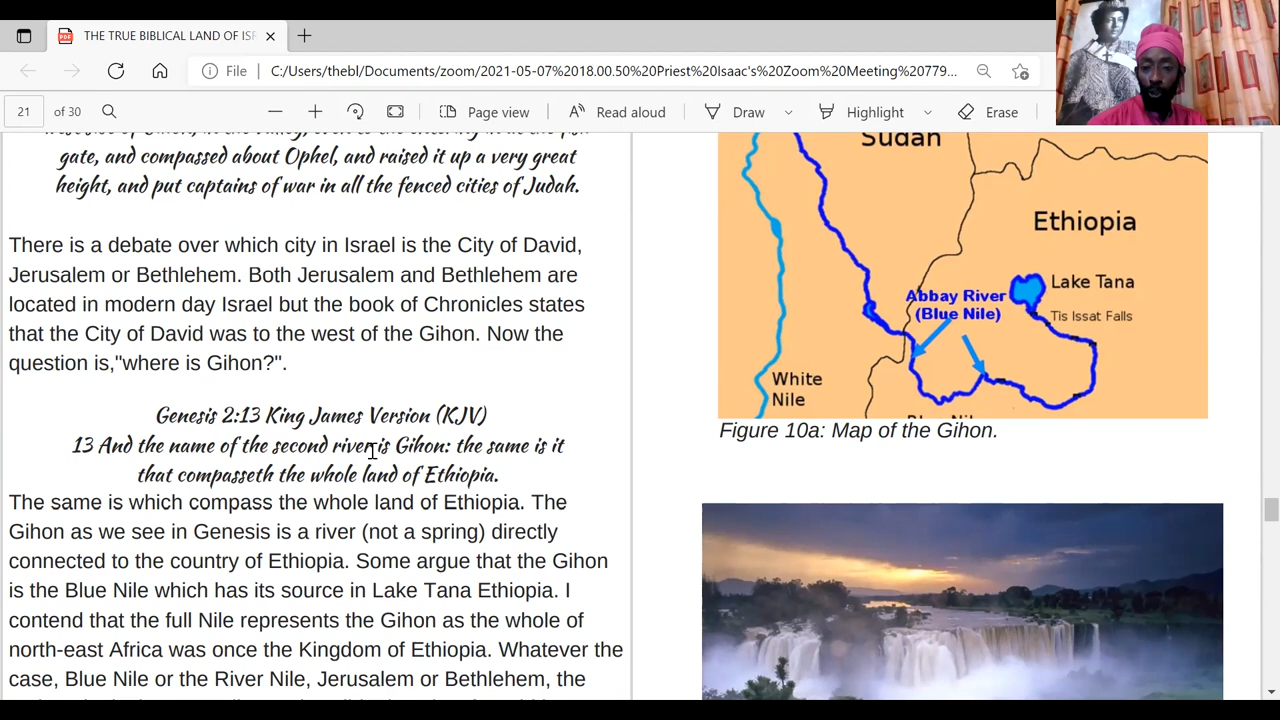 THE TRUE BIBLICAL LAND OF IS
File
C:/Users/thebl/Documents/zoom/2021-05-07%2018.00.50%20Priest%20Isaac's%20Zoom%20Meeting%20779...
21 of 30
Page view
Read aloud
Draw
Highlight
Erase
gate, and compassed about Ophel, and raised it up a very great
height, and put captains of war in all the fenced cities of Judah.
There is a debate over which city in Israel is the City of David,
Jerusalem or Bethlehem. Both Jerusalem and Bethlehem are
located in modern day Israel but the book of Chronicles states
that the City of David was to the west of the Gihon. Now the
question is,"where is Gihon?".
Genesis 2:13 King James Version (KJV)
13 And the name of the second river is Gihon: the same is it
that compasseth the whole land of Ethiopia.
The same is which compass the whole land of Ethiopia. The
Gihon as we see in Genesis is a river (not a spring) directly
connected to the country of Ethiopia. Some argue that the Gihon
is the Blue Nile which has its source in Lake Tana Ethiopia. I
contend that the full Nile represents the Gihon as the whole of
north-east Africa was once the Kingdom of Ethiopia. Whatever the
case, Blue Nile or the River Nile, Jerusalem or Bethlehem, the
Sudan
Ethiopia
Lake Tana
Abbay River
(Blue Nile)
Tis Issat Falls
White
Nile
Figure 10a: Map of the Gihon.